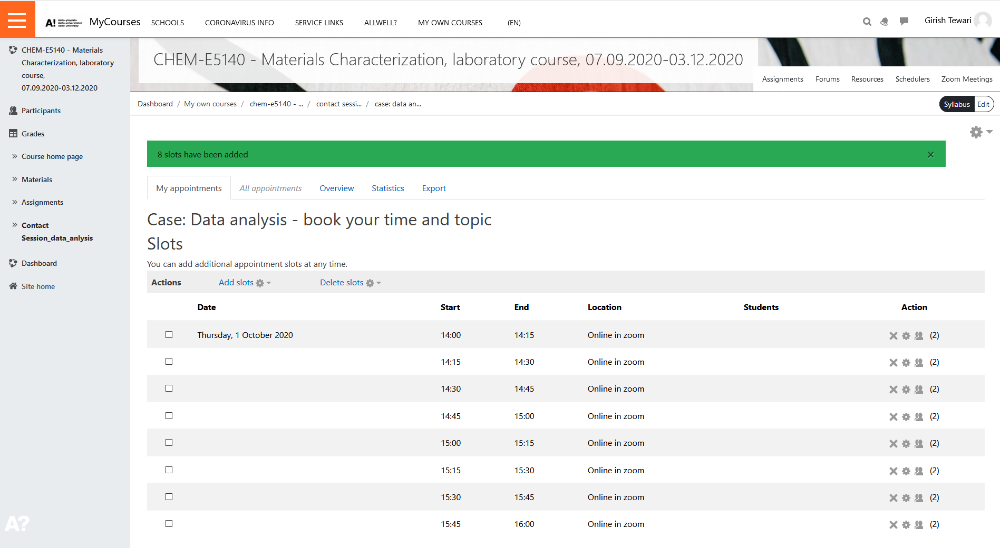 A! Aalto-yliopisto
Aalto-universitetet
Aalto University
MyCourses SCHOOLS CORONAVIRUS INFO SERVICE LINKS ALLWELL? MY OWN COURSES (EN) Girish Tewari
CHEM-E5140 - Materials
Characterization, laboratory
course,
07.09.2020-03.12.2020
Participants
Grades
Course home page
Materials
Assignments
Contact
Session_data_anlysis
Dashboard
Site home
A?
CHEM-E5140 - Materials Characterization, laboratory course, 07.09.2020-03.12.2020
Assignments Forums Resources Schedulers Zoom Meetings
Dashboard / My own courses / chem-e5140 - ... / contact sessi... / case: data an... Syllabus Edit
8 slots have been added ×
My appointments All appointments Overview Statistics Export
Case: Data analysis - book your time and topic
Slots
You can add additional appointment slots at any time.
Actions Add slots Delete slots
Date Start End Location Students Action
Thursday, 1 October 2020 14:00 14:15 Online in zoom (2)
14:15 14:30 Online in zoom (2)
14:30 14:45 Online in zoom (2)
14:45 15:00 Online in zoom (2)
15:00 15:15 Online in zoom (2)
15:15 15:30 Online in zoom (2)
15:30 15:45 Online in zoom (2)
15:45 16:00 Online in zoom (2)